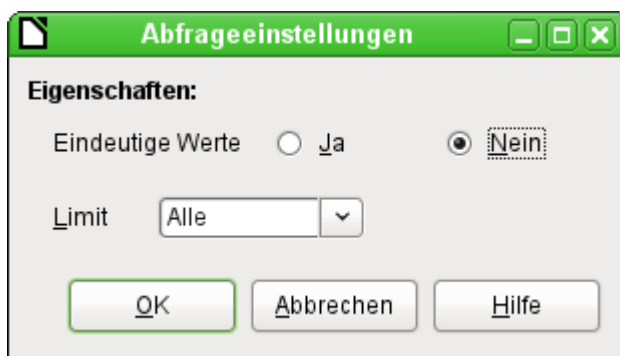 Abfrageeinstellungen
Eigenschaften:
Eindeutige Werte Ja Nein
Limit Alle
OK Abbrechen Hilfe